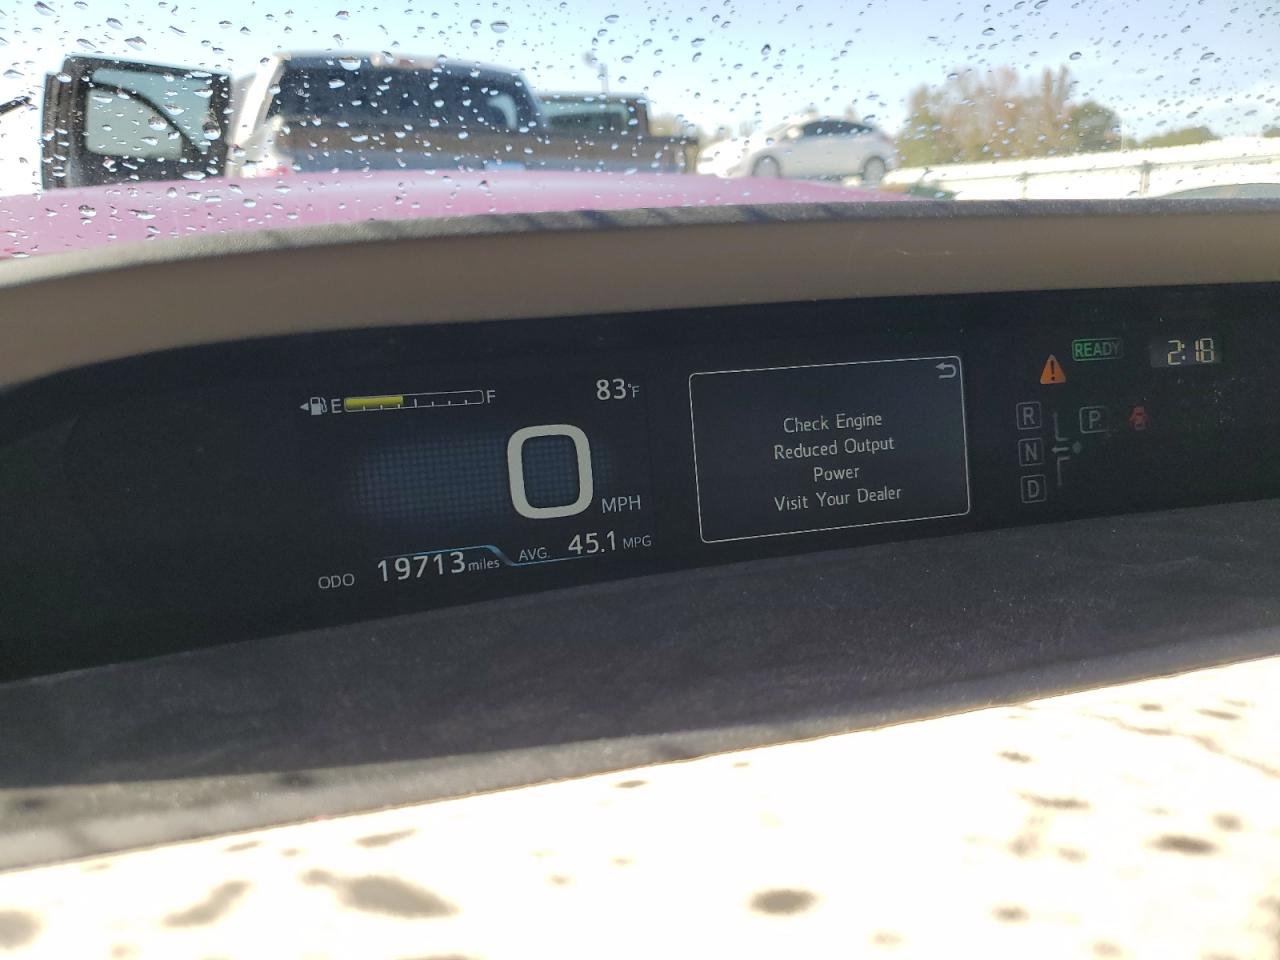 E F
83°F
0 MPH
ODO 19713 miles
AVG. 45.1 MPG
Check Engine
Reduced Output
Power
Visit Your Dealer
READY
2:18
R P
N
D